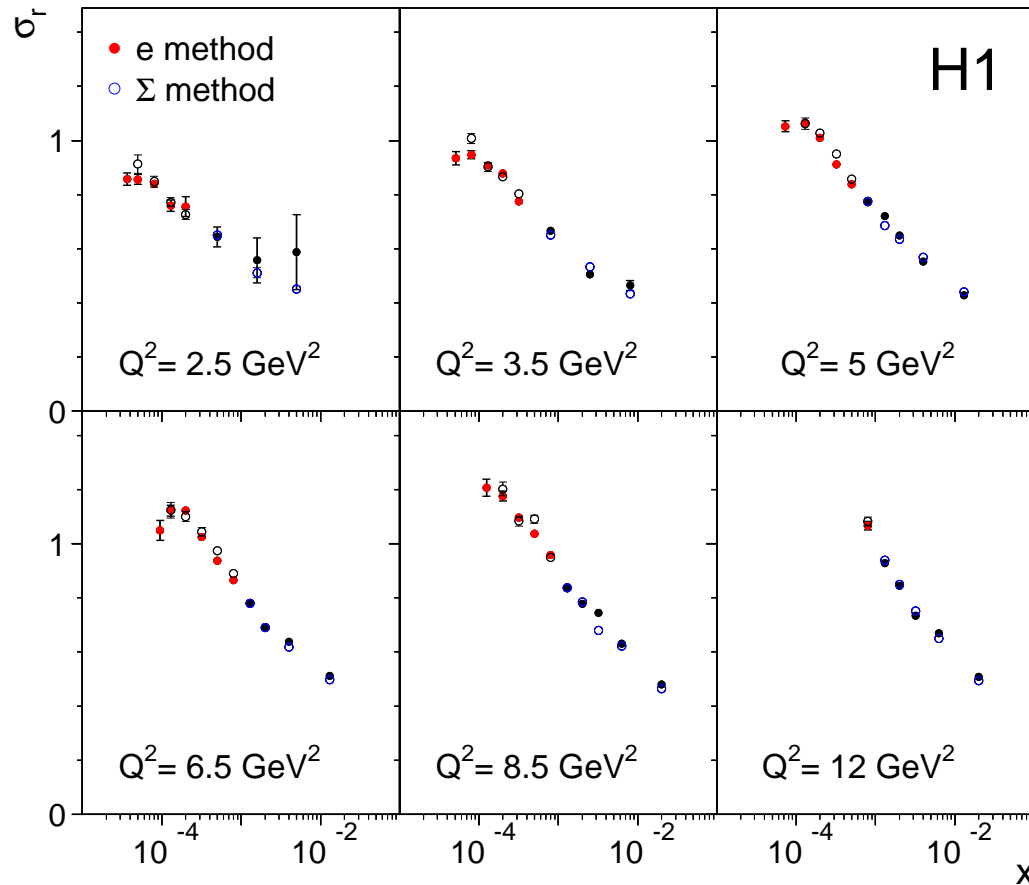 σr
e method
Σ method
H1
1
Q²= 2.5 GeV²
Q²= 3.5 GeV²
Q²= 5 GeV²
0
1
Q²= 6.5 GeV²
Q²= 8.5 GeV²
Q²= 12 GeV²
0
10⁻⁴ 10⁻² 10⁻⁴ 10⁻² 10⁻⁴ 10⁻²
x